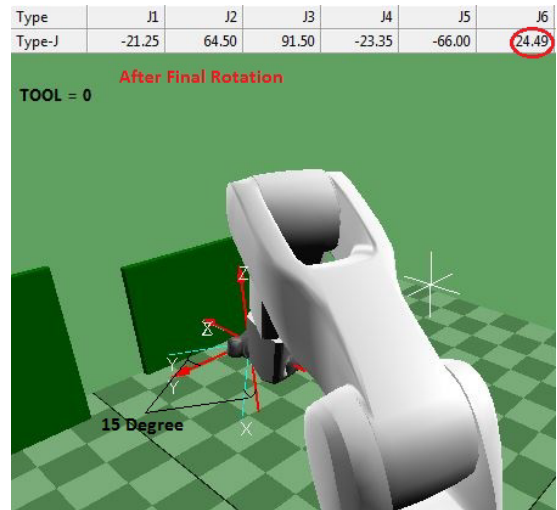 Type J1 J2 J3 J4 J5 J6
Type-J -21.25 64.50 91.50 -23.35 -66.00 24.49
After Final Rotation
TOOL = 0
Z
Z
Y
Y
15 Degree
X